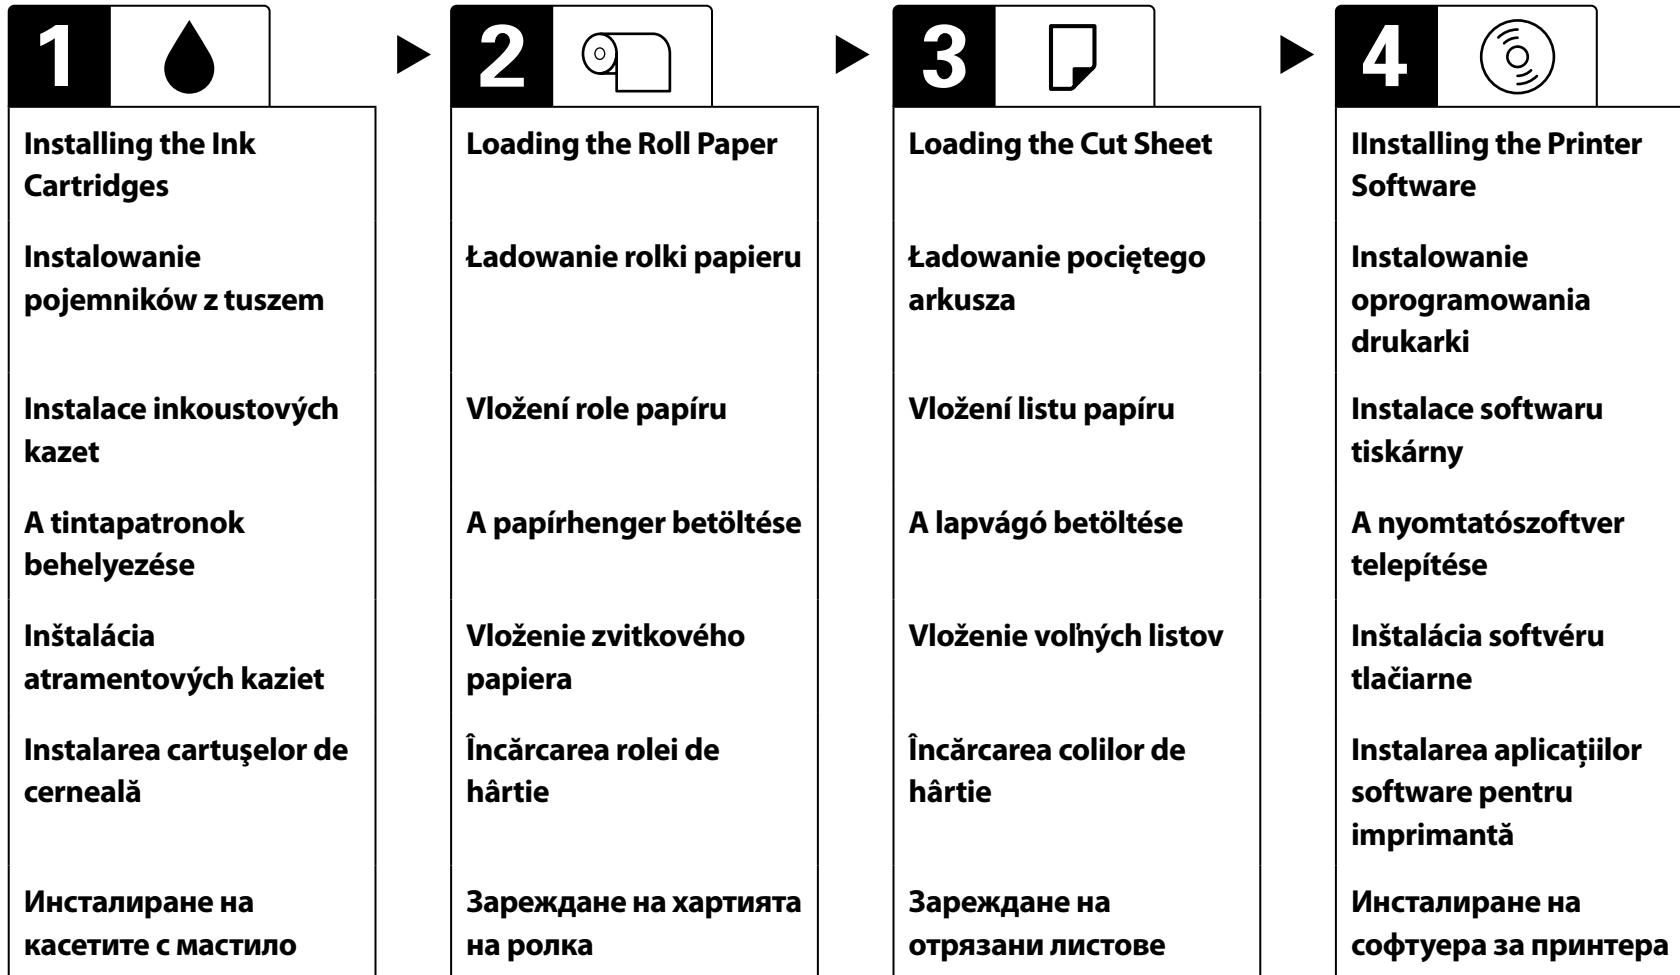 1
Installing the Ink
Cartridges
Instalowanie
pojemników z tuszem
Instalace inkoustových
kazet
A tintapatronok
behelyezése
Inštalácia
atramentových kaziet
Instalarea cartuşelor de
cerneală
Инсталиране на
касетите с мастило
2
Loading the Roll Paper
Ładowanie rolki papieru
Vložení role papíru
A papírhenger betöltése
Vloženie zvitkového
papiera
Încărcarea rolei de
hârtie
Зареждане на хартията
на ролка
3
Loading the Cut Sheet
Ładowanie pociętego
arkusza
Vložení listu papíru
A lapvágó betöltése
Vloženie voľných listov
Încărcarea colilor de
hârtie
Зареждане на
отрязани листове
4
IInstalling the Printer
Software
Instalowanie
oprogramowania
drukarki
Instalace softwaru
tiskárny
A nyomtatószoftver
telepítése
Inštalácia softvéru
tlačiarne
Instalarea aplicațiilor
software pentru
imprimantă
Инсталиране на
софтуера за принтера